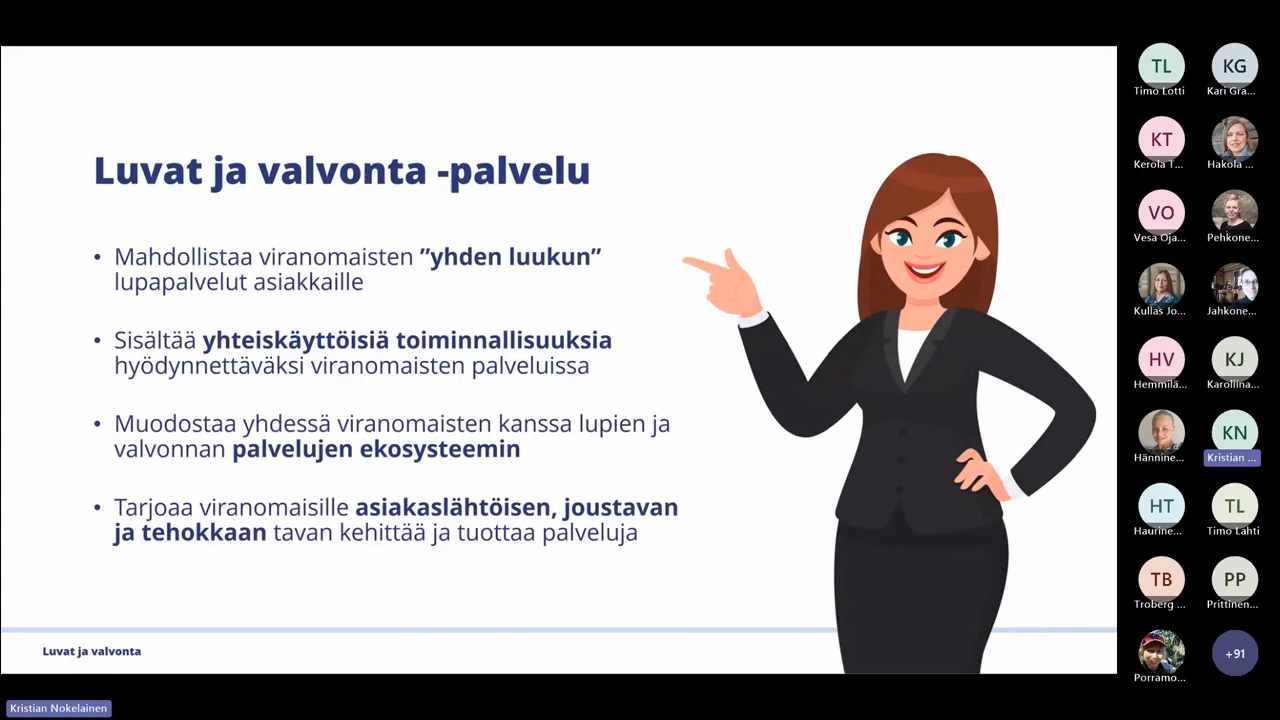 Luvat ja valvonta -palvelu
• Mahdollistaa viranomaisten ”yhden luukun”
lupapalvelut asiakkaille
• Sisältää yhteiskäyttöisiä toiminnallisuuksia
hyödynnettäväksi viranomaisten palveluissa
• Muodostaa yhdessä viranomaisten kanssa lupien ja
valvonnan palvelujen ekosysteemin
• Tarjoaa viranomaisille asiakaslähtöisen, joustavan
ja tehokkaan tavan kehittää ja tuottaa palveluja
Luvat ja valvonta
Kristian Nokelainen
TL
KG
Timo Lotti
Kari Gra...
KT
Kerola T...
Hakola ...
VO
Vesa Oja...
Pehkone...
Kullas Jo...
Jahkone...
HV
KJ
Hemmilä...
Karoliina...
KN
Hännine...
Kristian ...
HT
TL
Haurine...
Timo Lahti
TB
PP
Troberg ...
Prittinen...
+91
Porramo...